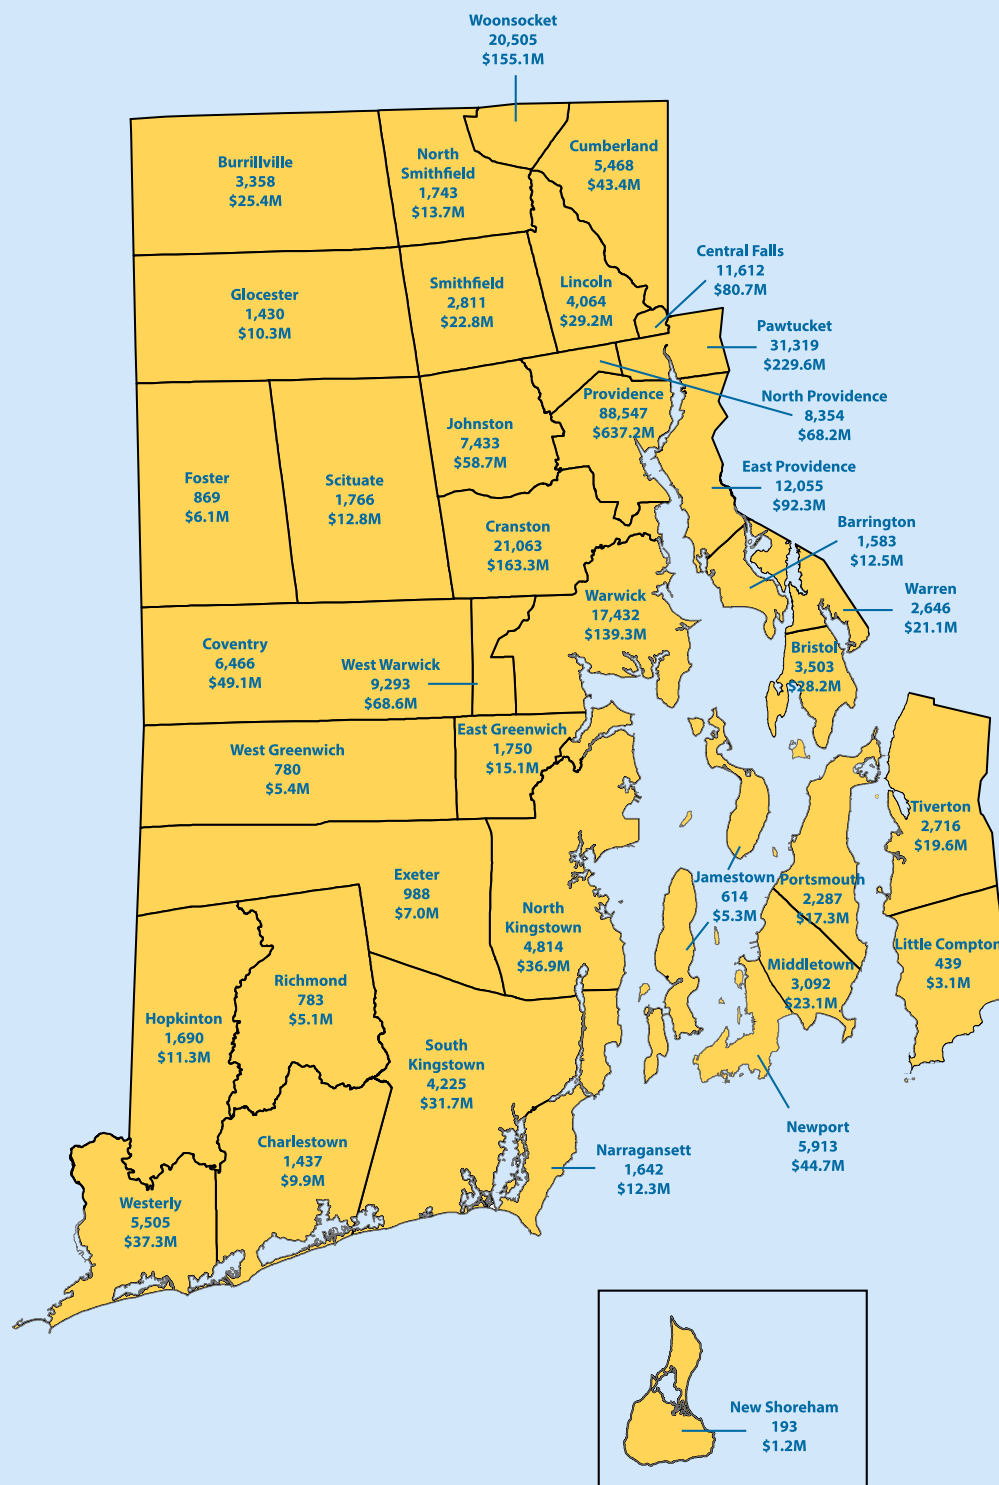 Woonsocket
20,505
$155.1M
Burrillville
3,358
$25.4M
North
Smithfield
1,743
$13.7M
Cumberland
5,468
$43.4M
Central Falls
11,612
$80.7M
Glocester
1,430
$10.3M
Smithfield
2,811
$22.8M
Lincoln
4,064
$29.2M
Pawtucket
31,319
$229.6M
North Providence
8,354
$68.2M
Providence
88,547
$637.2M
Johnston
7,433
$58.7M
Foster
869
$6.1M
Scituate
1,766
$12.8M
East Providence
12,055
$92.3M
Cranston
21,063
$163.3M
Barrington
1,583
$12.5M
Warwick
17,432
$139.3M
Warren
2,646
$21.1M
Coventry
6,466
$49.1M
West Warwick
9,293
$68.6M
Bristol
3,503
$28.2M
West Greenwich
780
$5.4M
East Greenwich
1,750
$15.1M
Tiverton
2,716
$19.6M
Exeter
988
$7.0M
Jamestown
614
$5.3M
Portsmouth
2,287
$17.3M
North
Kingstown
4,814
$36.9M
Little Compton
439
$3.1M
Middletown
3,092
$23.1M
Richmond
783
$5.1M
Hopkinton
1,690
$11.3M
South
Kingstown
4,225
$31.7M
Charlestown
1,437
$9.9M
Narragansett
1,642
$12.3M
Newport
5,913
$44.7M
Westerly
5,505
$37.3M
New Shoreham
193
$1.2M